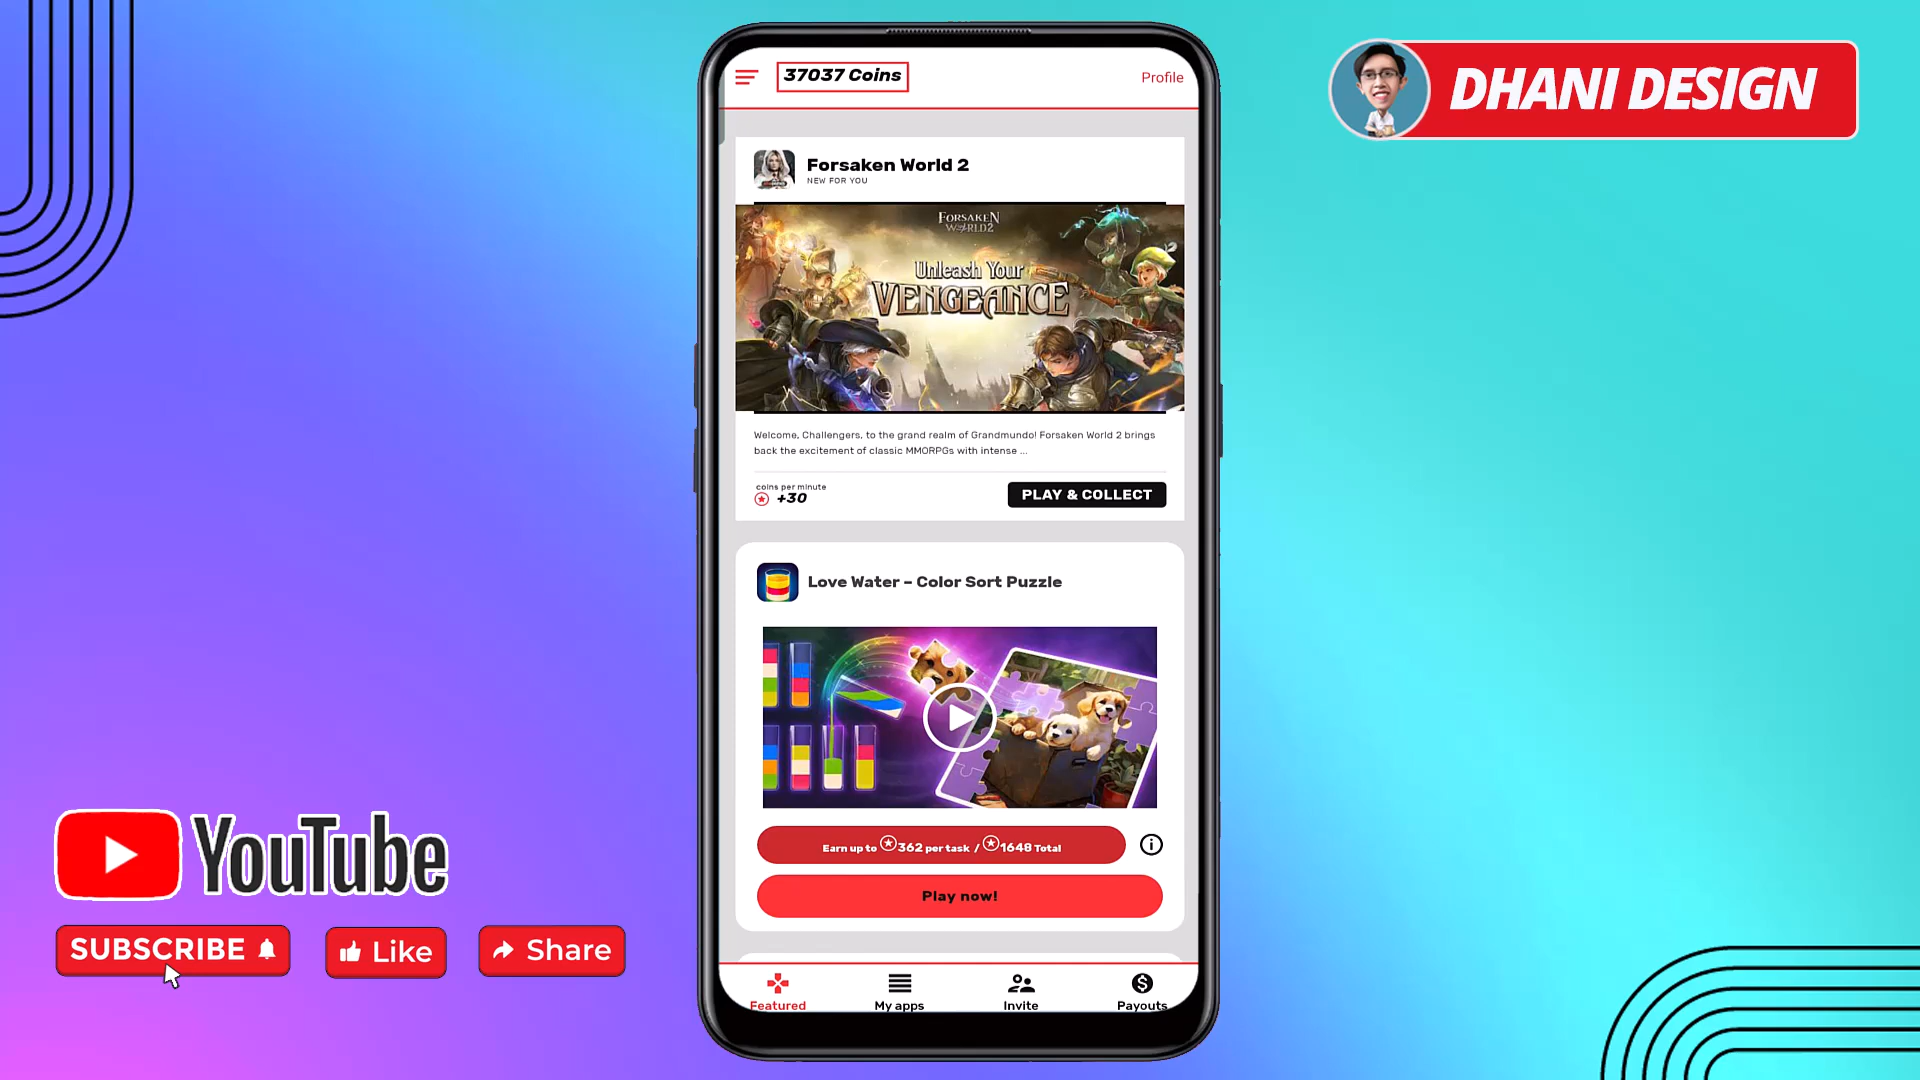 37037 Coins
Profile
DHANI DESIGN
Forsaken World 2
NEW FOR YOU
FORSAKEN
WORLD2
Unleash Your
VENGEANCE
Welcome, Challengers, to the grand realm of Grandmundo! Forsaken World 2 brings
back the excitement of classic MMORPGs with intense ...
coins per minute
+30
PLAY & COLLECT
Love Water – Color Sort Puzzle
Earn up to 362 per task / 1648 Total
Play now!
YouTube
SUBSCRIBE
Like
Share
Featured
My apps
Invite
Payouts